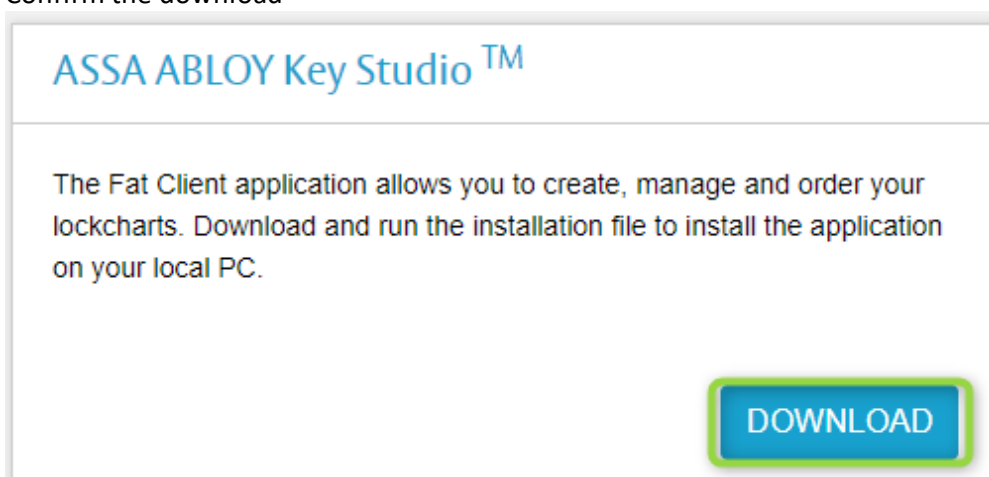 Confirm the download
ASSA ABLOY Key Studio TM
The Fat Client application allows you to create, manage and order your
lockcharts. Download and run the installation file to install the application
on your local PC.
DOWNLOAD